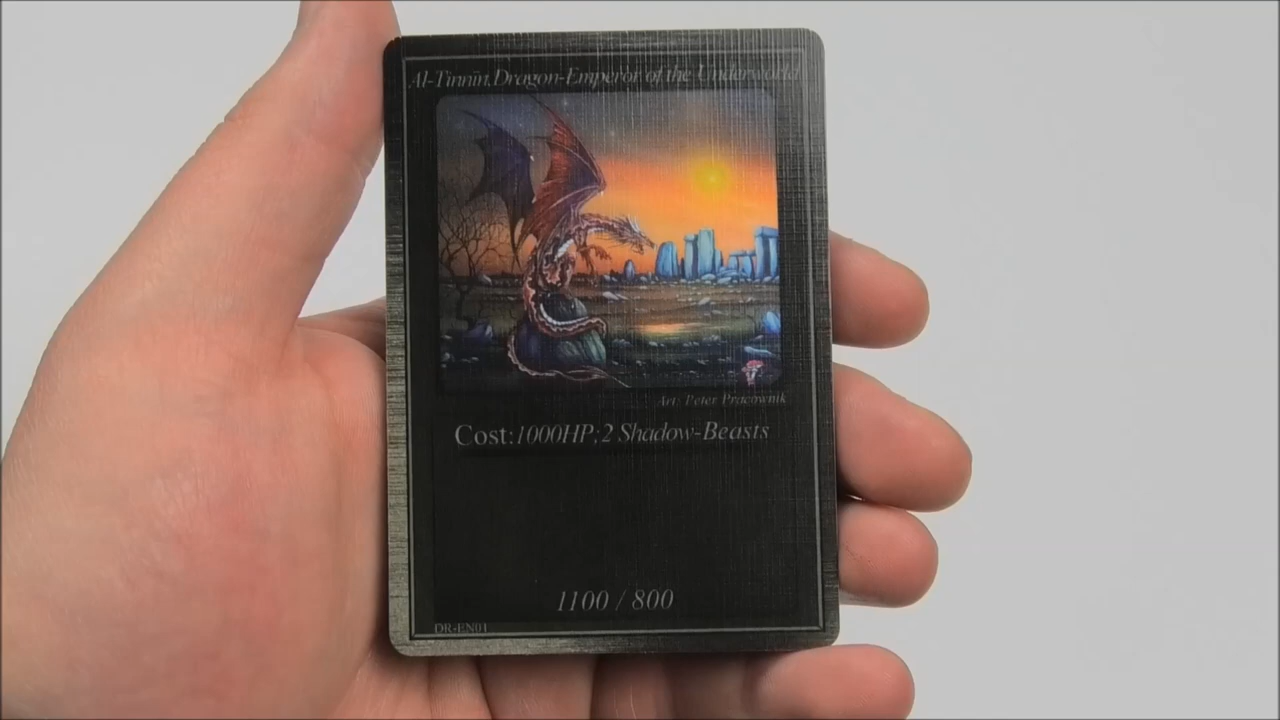 Al-Tinnin, Dragon-Emperor of the Underworld
Art: Peter Pracownik
Cost:1000HP;2 Shadow-Beasts
1100 / 800
DR-EN01